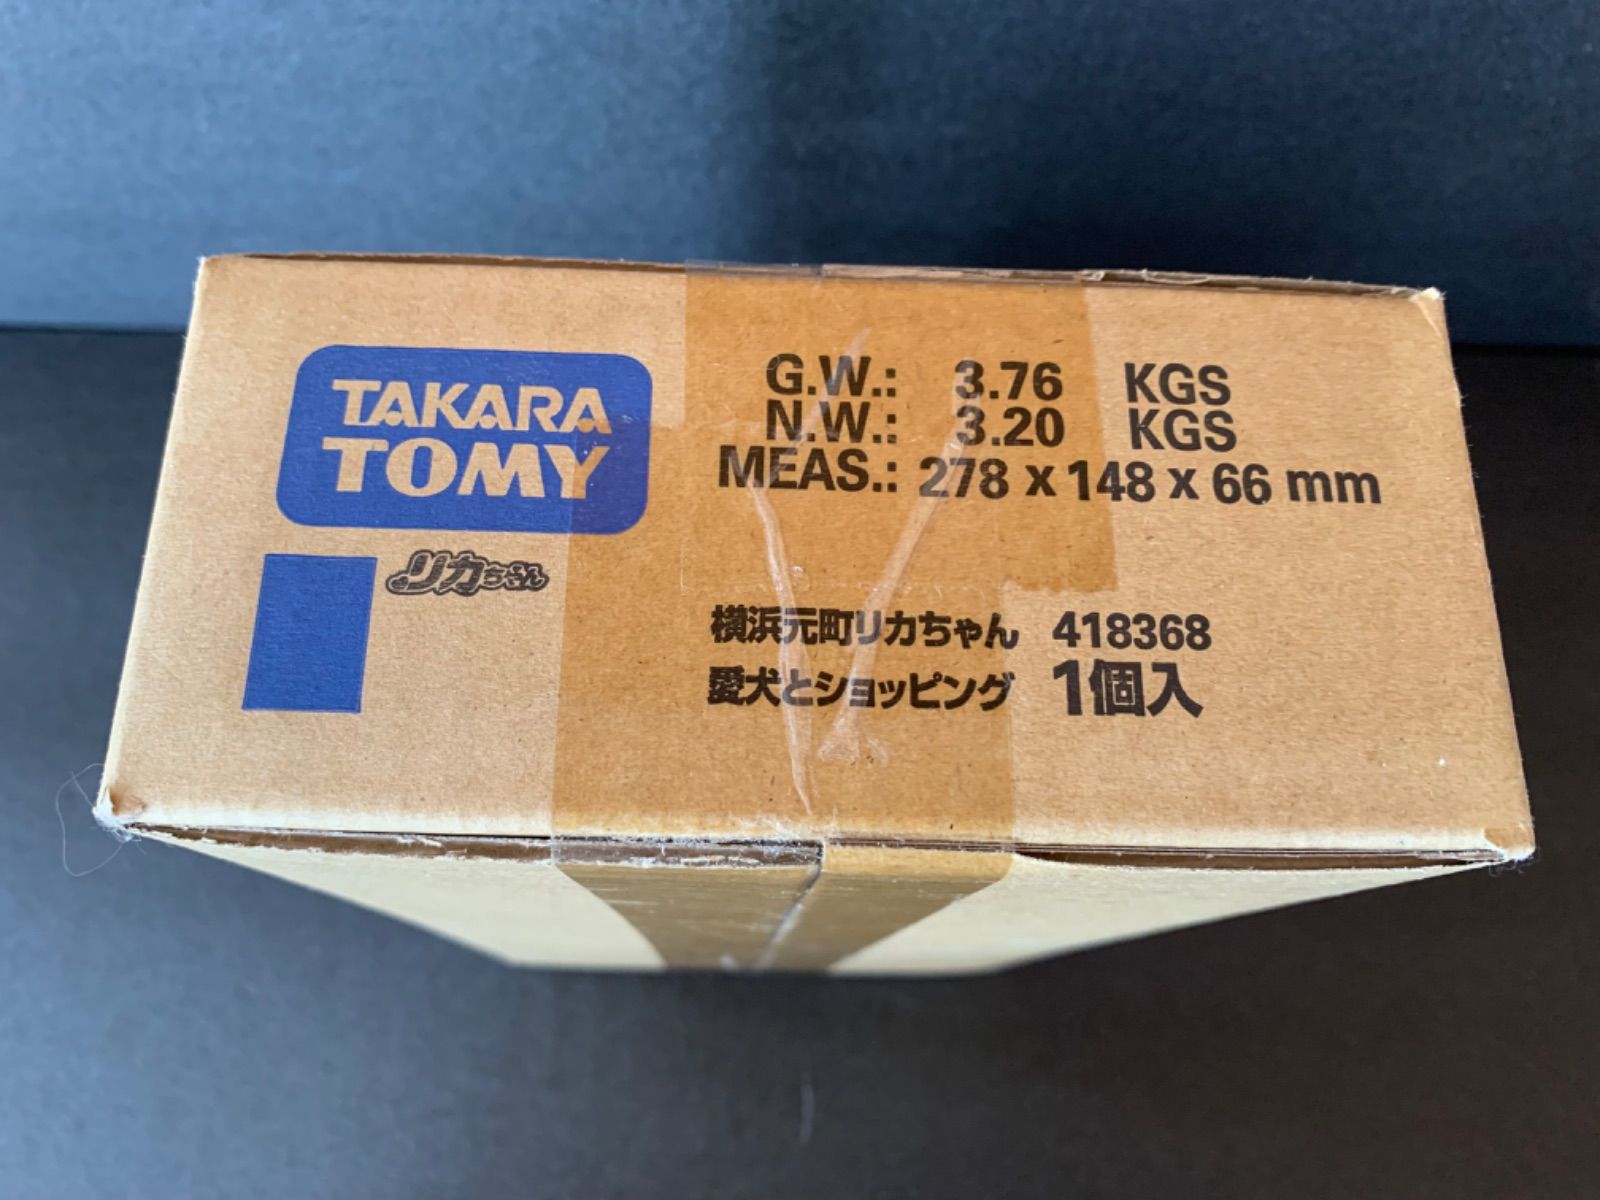 TAKARA
TOMY
リカちゃん
G.W.: 3.76 KGS
N.W.: 3.20 KGS
MEAS.: 278 x 148 x 66 mm
横浜元町リカちゃん 418368
愛犬とショッピング 1個入